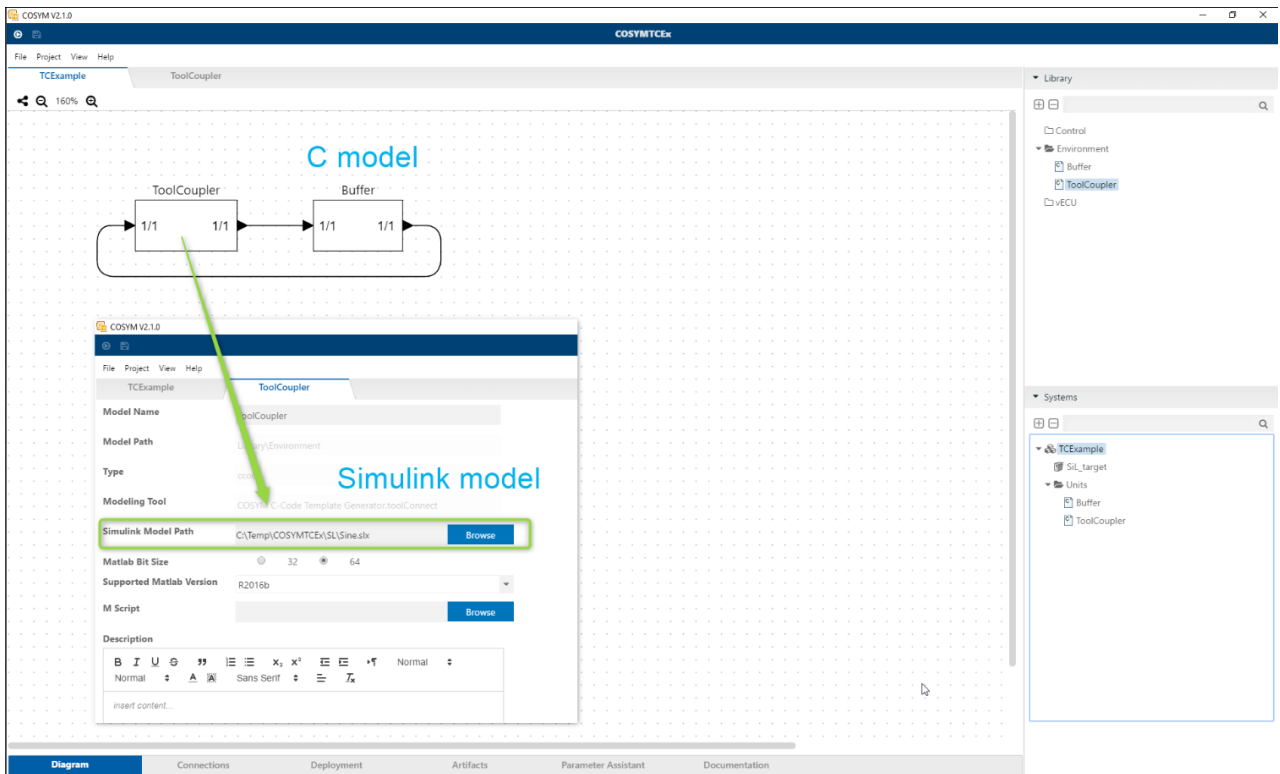 COSYM V2.1.0
COSYMTCEx
File Project View Help
TCExample ToolCoupler
160%
C model
ToolCoupler Buffer
1/1 1/1 1/1 1/1
COSYM V2.1.0
File Project View Help
TCExample ToolCoupler
Model Name ToolCoupler
Model Path Library\Environment
Type
Simulink model
Modeling Tool COSYM C-Code Template Generator.toolConnect
Simulink Model Path C:\Temp\COSYMTCEx\SL\Sine.slx Browse
Matlab Bit Size 32 64
Supported Matlab Version R2016b
M Script Browse
Description
B I U S ” X₂ X² Normal
Normal A A Sans Serif Tx
insert content...
Library
Control
Environment
Buffer
ToolCoupler
vECU
Systems
TCExample
SiL_target
Units
Buffer
ToolCoupler
Diagram Connections Deployment Artifacts Parameter Assistant Documentation